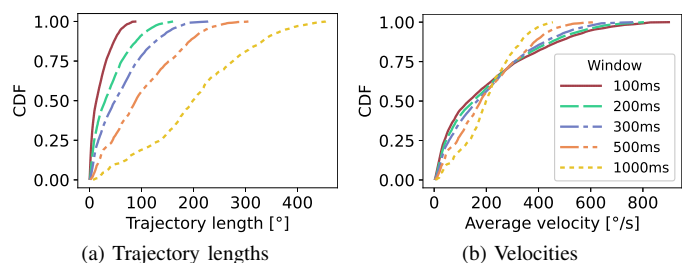 1.00
0.75
0.50
0.25
0.00
CDF
0 100 200 300 400
Trajectory length [°]
(a) Trajectory lengths
1.00
0.75
0.50
0.25
0.00
CDF
Window
100ms
200ms
300ms
500ms
1000ms
0 200 400 600 800
Average velocity [°/s]
(b) Velocities